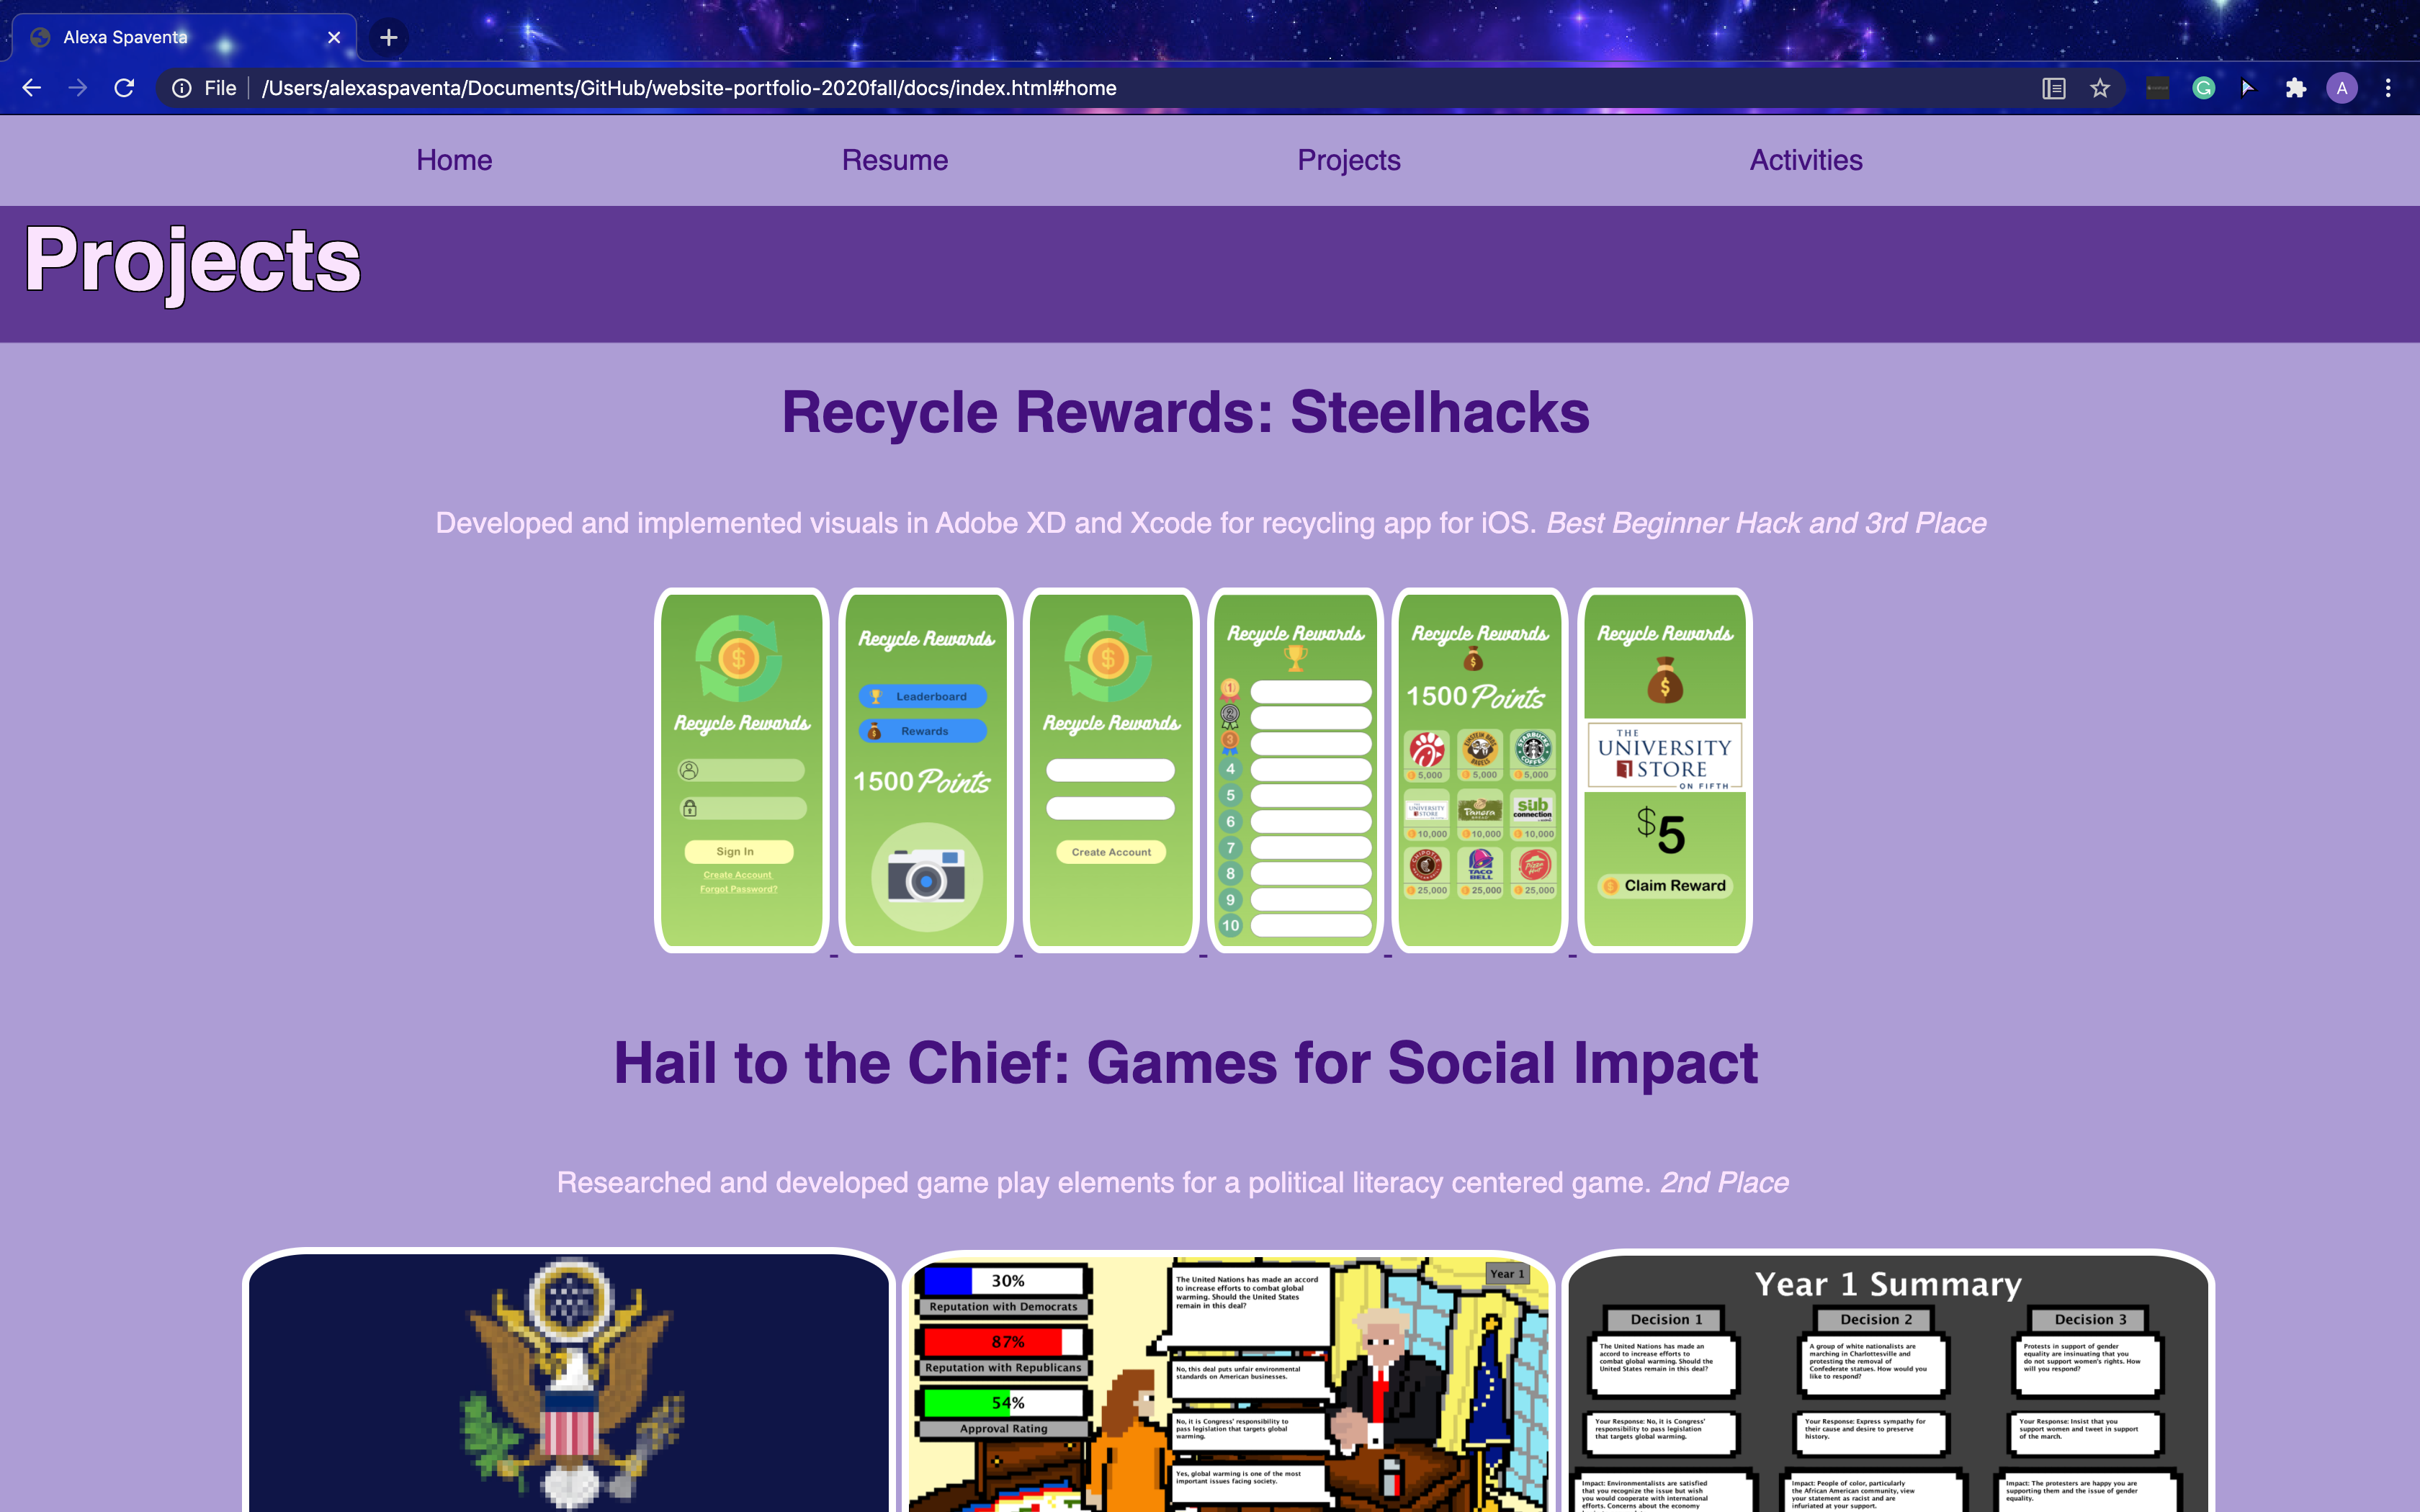 Alexa Spaventa
File /Users/alexaspaventa/Documents/GitHub/website-portfolio-2020fall/docs/index.html#home
A
Home Resume Projects Activities
Projects
Recycle Rewards: Steelhacks
Developed and implemented visuals in Adobe XD and Xcode for recycling app for iOS. Best Beginner Hack and 3rd Place
$
Recycle Rewards
Sign In
Create Account
Forgot Password?
Recycle Rewards
Leaderboard
Rewards
1500 Points
$
Recycle Rewards
Create Account
Recycle Rewards
1
2
3
4
5
6
7
8
9
10
Recycle Rewards
$
1500 Points
EINSTEIN BROS BAGELS
STARBUCKS COFFEE
5,000 5,000 5,000
THE UNIVERSITY STORE
Panera BREAD
süb connection
10,000 10,000 10,000
CHIPOTLE
TACO BELL
Pizza Hut
25,000 25,000 25,000
Recycle Rewards
$
THE
UNIVERSITY
STORE
ON FIFTH
$5
Claim Reward
Hail to the Chief: Games for Social Impact
Researched and developed game play elements for a political literacy centered game. 2nd Place
30%
Reputation with Democrats
87%
Reputation with Republicans
54%
Approval Rating
The United Nations has made an accord
to increase efforts to combat global
warming. Should the United States
remain in this deal?
No, this deal puts unfair environmental
standards on American businesses.
No, it is Congress' responsibility to
pass legislation that targets global
warming.
Yes, global warming is one of the most
important issues facing society.
Year 1
Year 1 Summary
Decision 1
The United Nations has made an
accord to increase efforts to
combat global warming. Should the
United States remain in this deal?
Your Response: No, it is Congress'
responsibility to pass legislation
that targets global warming.
Impact: Environmentalists are satisfied
that you recognize the issue but wish
you would cooperate with international
efforts. Concerns about the economy
Decision 2
A group of white nationalists are
marching in Charlottesville and
protesting the removal of
Confederate statues. How would you
like to respond?
Your Response: Express sympathy for
their cause and desire to preserve
history.
Impact: People of color, particularly
the African American community, view
your statement as racist and are
infuriated at your support.
Decision 3
Protests in support of gender
equality are insinuating that you
do not support women's rights. How
will you respond?
Your Response: Insist that you
support women and tweet in support
of the march.
Impact: The protesters are happy you are
supporting them and the issue of gender
equality.